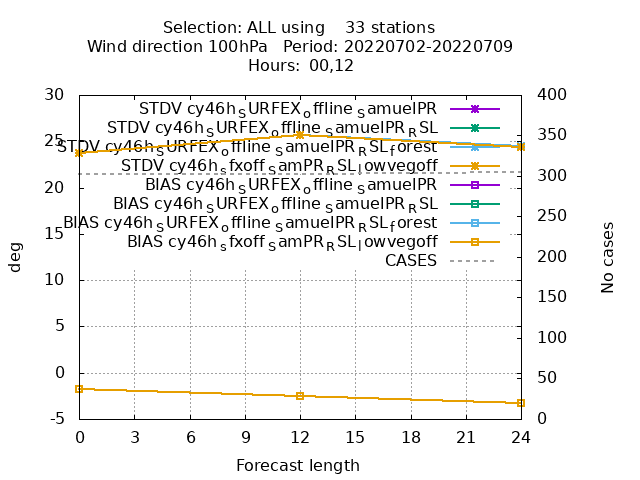 Selection: ALL using 33 stations
Wind direction 100hPa Period: 20220702-20220709
Hours: 00,12
30 400
STDV cy46h_SURFEX_offline_SamuelPR
STDV cy46h_SURFEX_offline_SamuelPR_RSL
25 STDV cy46h_SURFEX_offline_SamuelPR_RSL_forest 350
STDV cy46h_sfxoff_SamPR_RSL_lowvegoff
20 BIAS cy46h_SURFEX_offline_SamuelPR 300
BIAS cy46h_SURFEX_offline_SamuelPR_RSL
BIAS cy46h_SURFEX_offline_SamuelPR_RSL_forest 250
15 BIAS cy46h_sfxoff_SamPR_RSL_lowvegoff
CASES 200
deg No cases
10
150
5 100
0 50
-5 0
0 3 6 9 12 15 18 21 24
Forecast length